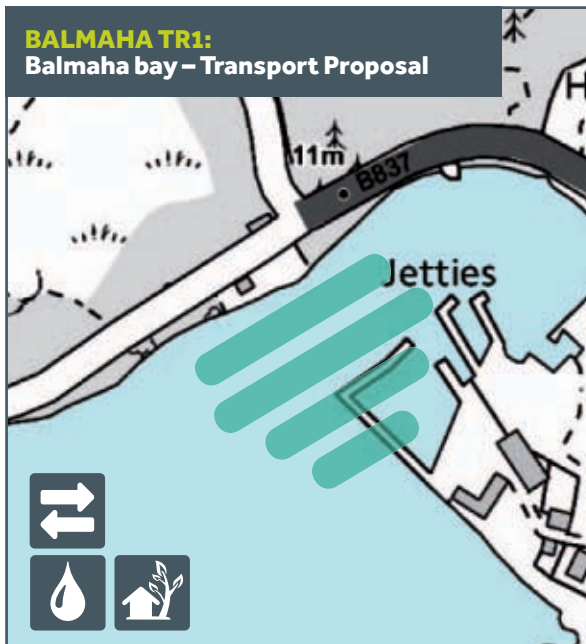 BALMAHA TR1:
Balmaha bay – Transport Proposal
H
11m
B837
Jetties